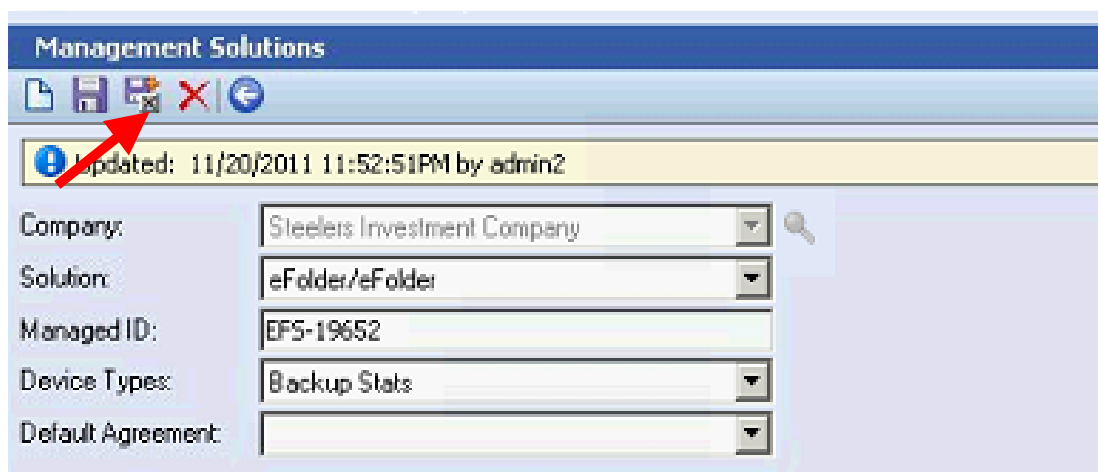 Management Solutions
Updated: 11/20/2011 11:52:51PM by admin2
Company: Steelers Investment Company
Solution: eFolder/eFolder
Managed ID: EFS-19652
Device Types: Backup Stats
Default Agreement: